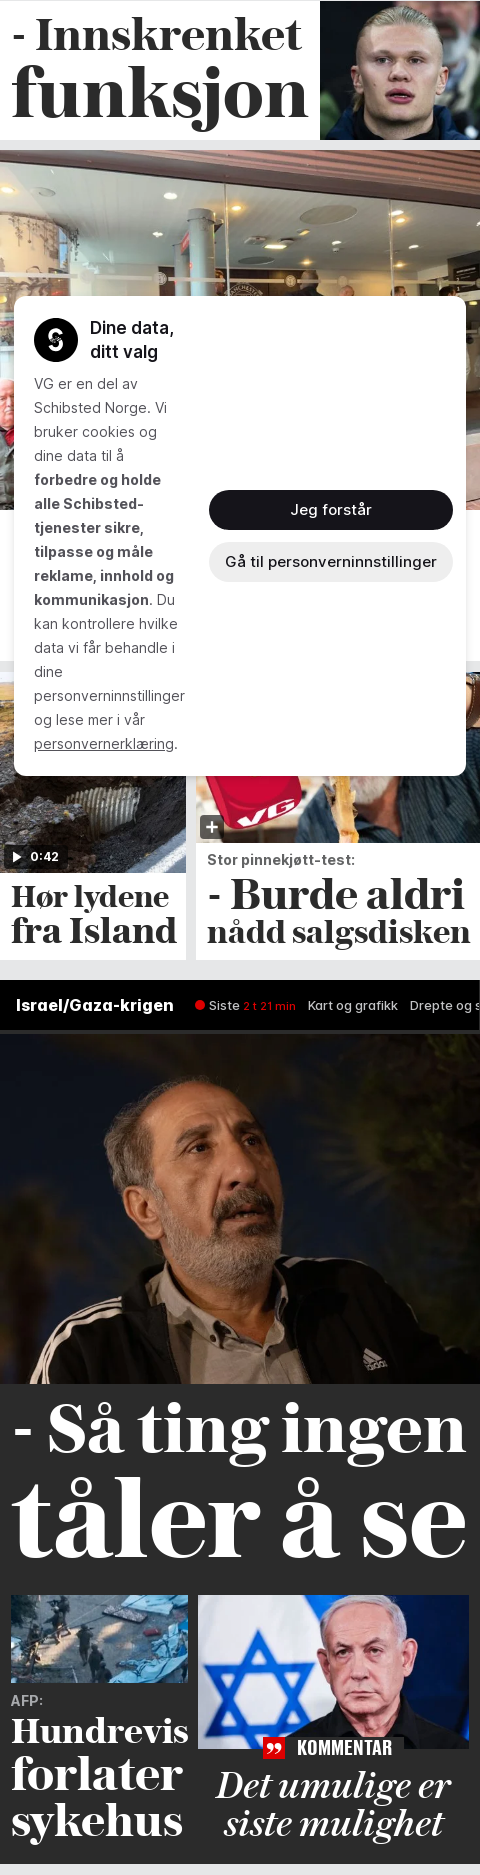 - Innskrenket
funksjon
Dine data,
ditt valg
VG er en del av
Schibsted Norge. Vi
bruker cookies og
dine data til å
forbedre og holde
alle Schibsted-
tjenester sikre,
tilpasse og måle
reklame, innhold og
kommunikasjon. Du
kan kontrollere hvilke
data vi får behandle i
dine
personverninnstillinger
og lese mer i vår
personvernerklæring.
Jeg forstår
Gå til personverninnstillinger
0:42
Hør lydene
fra Island
VG
Stor pinnekjøtt-test:
- Burde aldri
nådd salgsdisken
Israel/Gaza-krigen
Siste 2 t 21 min Kart og grafikk Drepte og s
adidas
- Så ting ingen
tåler å se
AFP:
Hundrevis
forlater
sykehus
KOMMENTAR
Det umulige er
siste mulighet